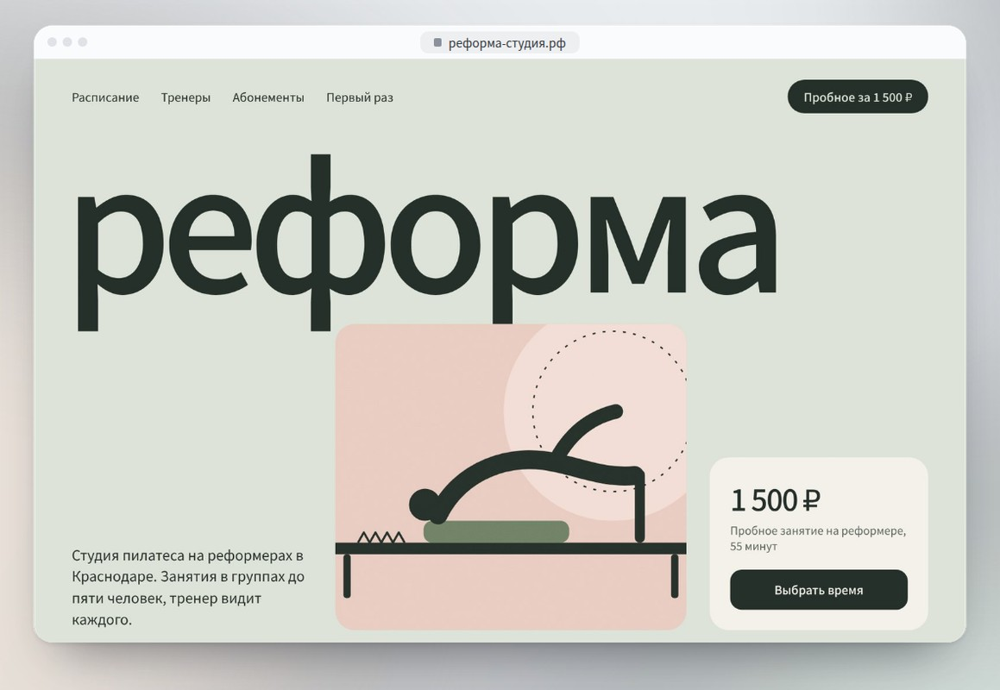 реформа-студия.рф
Расписание Тренеры Абонементы Первый раз
Пробное за 1 500 ₽
реформа
Студия пилатеса на реформерах в
Краснодаре. Занятия в группах до
пяти человек, тренер видит
каждого.
1 500 ₽
Пробное занятие на реформере,
55 минут
Выбрать время